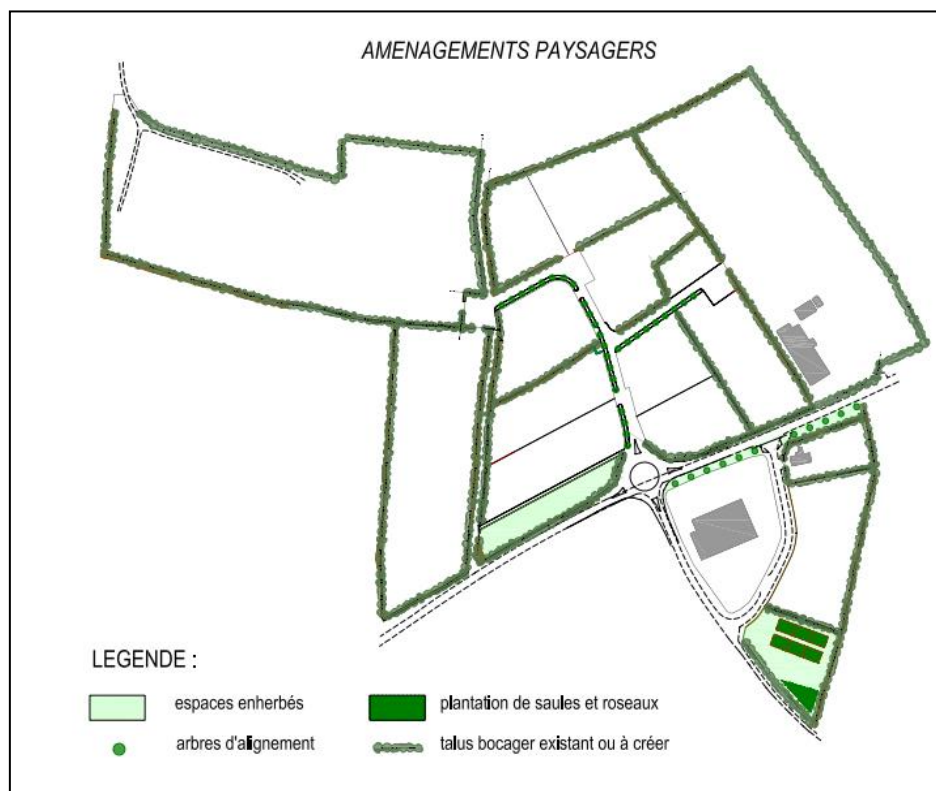 AMENAGEMENTS PAYSAGERS
LEGENDE :
espaces enherbés
plantation de saules et roseaux
arbres d'alignement
talus bocager existant ou à créer